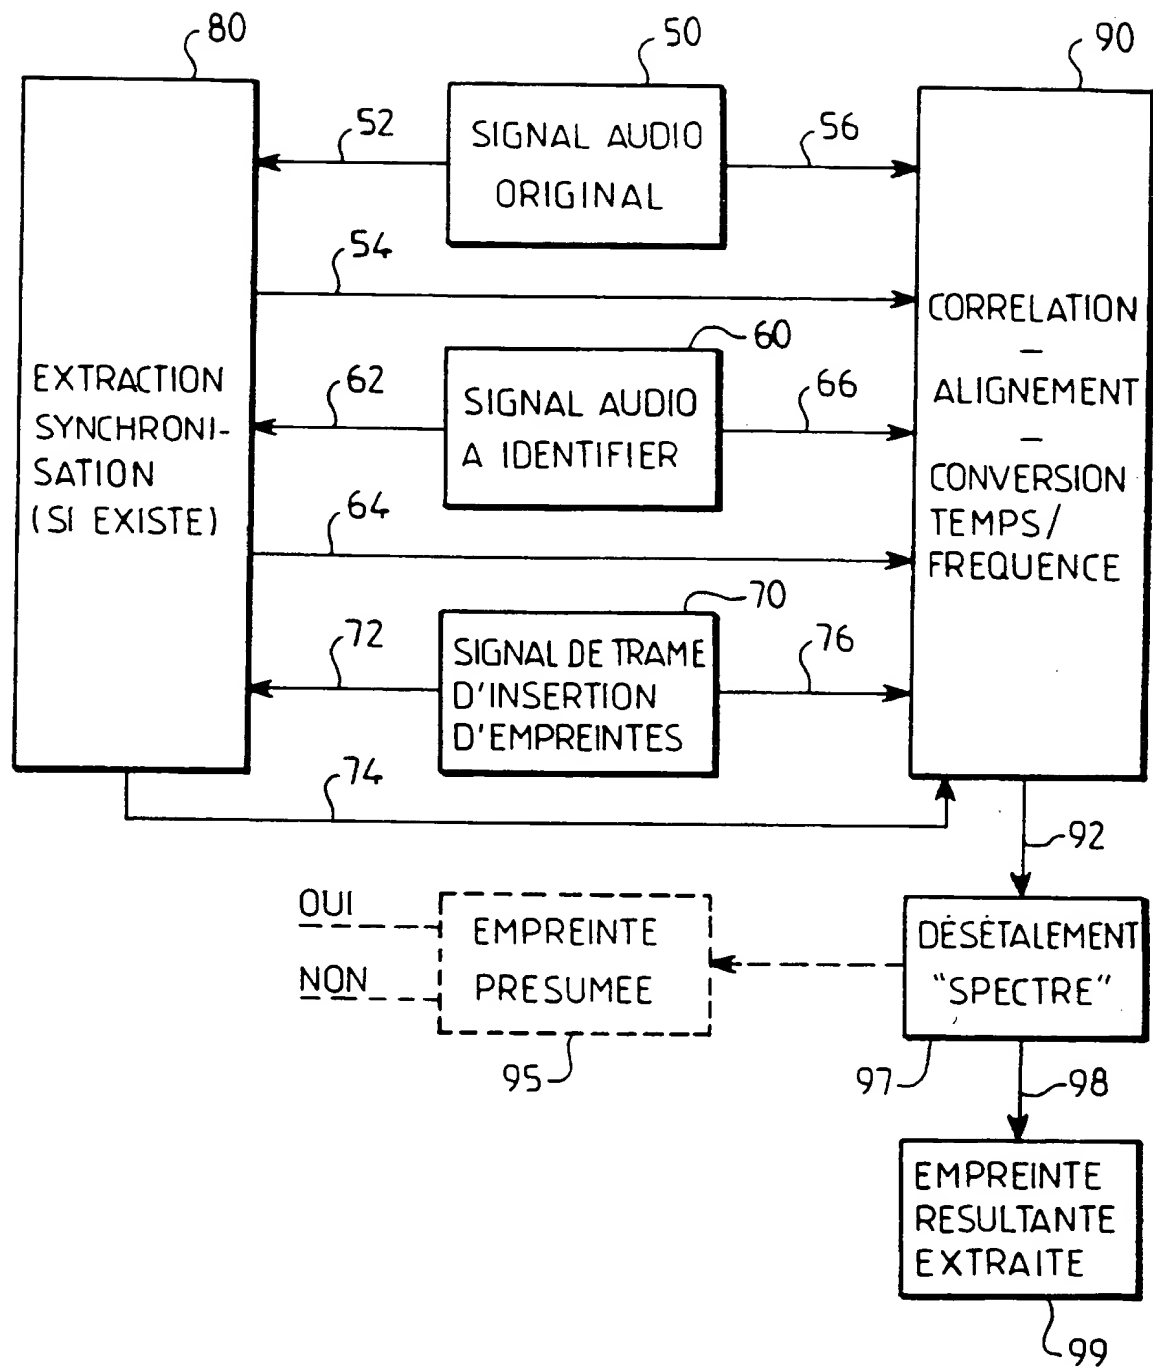 80
50
90
52
SIGNAL AUDIO
ORIGINAL
56
54
EXTRACTION
SYNCHRONI-
SATION
(SI EXISTE)
60
62
SIGNAL AUDIO
A IDENTIFIER
66
CORRELATION
–
ALIGNEMENT
–
CONVERSION
TEMPS/
FREQUENCE
64
70
72
SIGNAL DE TRAME
D'INSERTION
D'EMPREINTES
76
74
92
OUI
NON
EMPREINTE
PRESUMEE
95
DÉSÉTALEMENT
"SPECTRE"
97
98
EMPREINTE
RESULTANTE
EXTRAITE
99